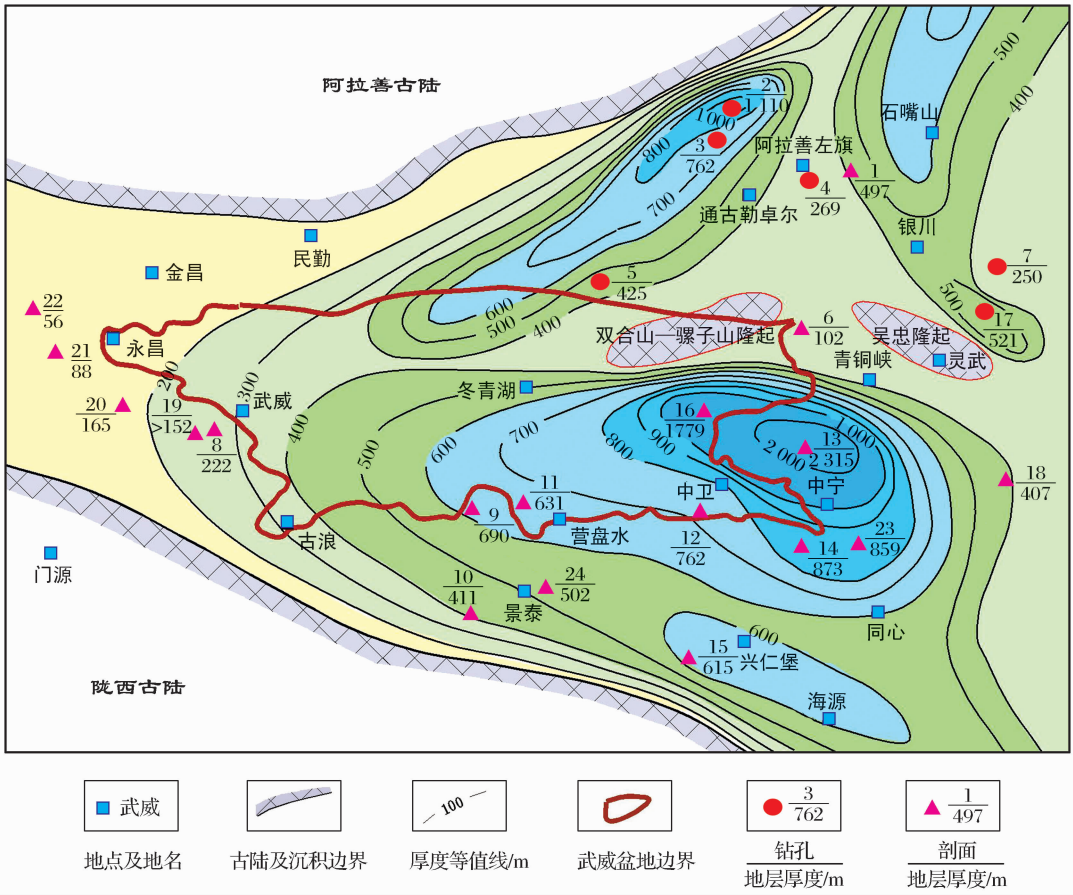 阿拉善古陆
500
400
石嘴山
2
1 110
1 000
800
3
762
阿拉善左旗
1
497
4
269
700
通古勒卓尔
银川
民勤
金昌
7
250
5
425
600
500
400
500
17
521
22
56
双合山—骡子山隆起
6
102
吴忠隆起
灵武
永昌
21
88
青铜峡
200
300
冬青湖
20
165
武威
19
>152
8
222
400
500
600
700
800
900
16
1779
1 000
2 000
13
2 315
中卫
中宁
18
407
11
631
9
690
营盘水
12
762
14
873
23
859
古浪
门源
10
411
24
502
景泰
同心
600
15
615
兴仁堡
陇西古陆
海源
武威
100
3
762
1
497
地点及地名
古陆及沉积边界
厚度等值线/m
武威盆地边界
钻孔
地层厚度/m
剖面
地层厚度/m